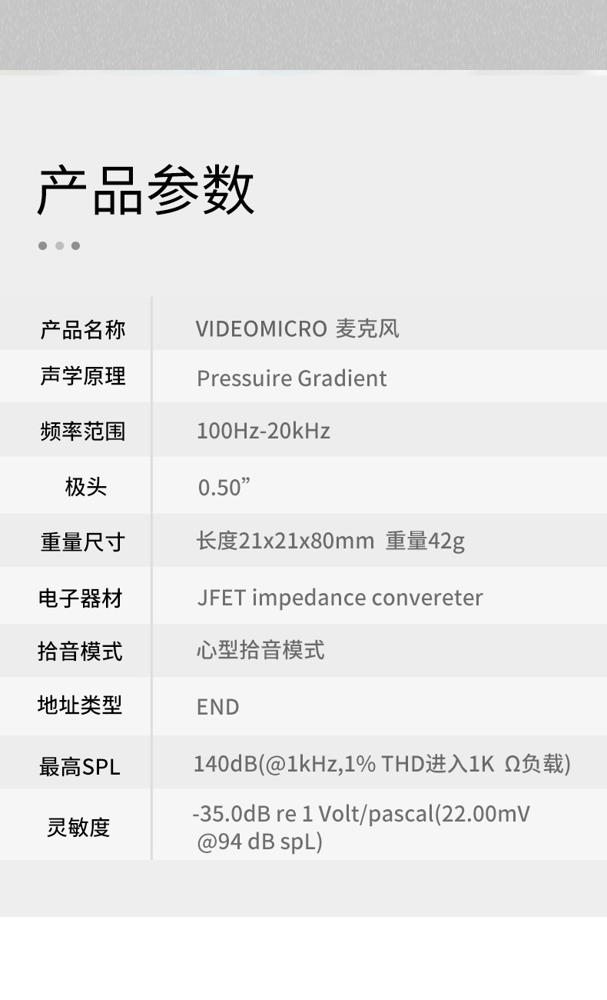 产品参数
产品名称 VIDEOMICRO 麦克风
声学原理 Pressuire Gradient
频率范围 100Hz-20kHz
极头 0.50”
重量尺寸 长度21x21x80mm 重量42g
电子器材 JFET impedance convereter
拾音模式 心型拾音模式
地址类型 END
最高SPL 140dB(@1kHz,1% THD进入1K Ω负载)
灵敏度 -35.0dB re 1 Volt/pascal(22.00mV
@94 dB spL)